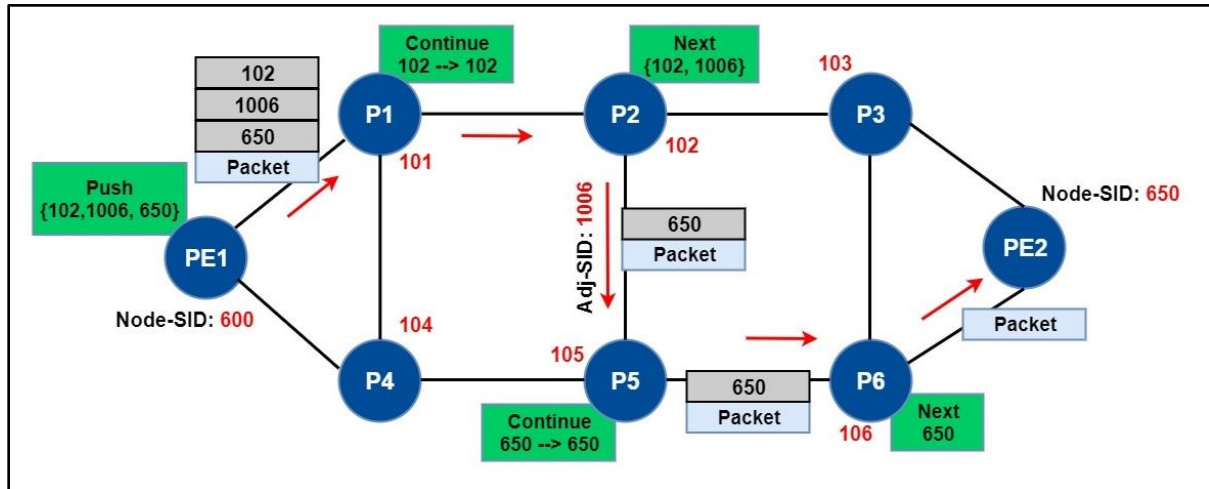 Continue
102 --> 102
Next
{102, 1006}
103
102
1006
650
Packet
P1
P2
P3
101
102
Push
{102,1006, 650}
Adj-SID: 1006
650
Packet
Node-SID: 650
PE1
PE2
Node-SID: 600
104
105
Packet
P4
P5
650
Packet
P6
Continue
650 --> 650
106
Next
650